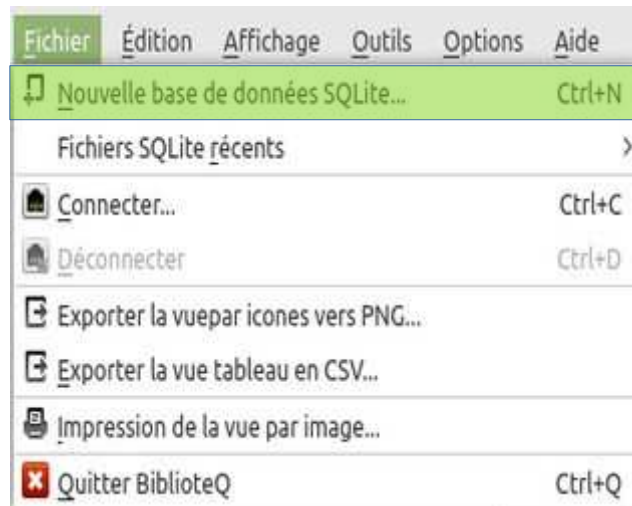 Fichier Édition Affichage Outils Options Aide
Nouvelle base de données SQLite... Ctrl+N
Fichiers SQLite récents
Connecter... Ctrl+C
Déconnecter Ctrl+D
Exporter la vuepar icones vers PNG...
Exporter la vue tableau en CSV...
Impression de la vue par image...
Quitter BiblioteQ Ctrl+Q